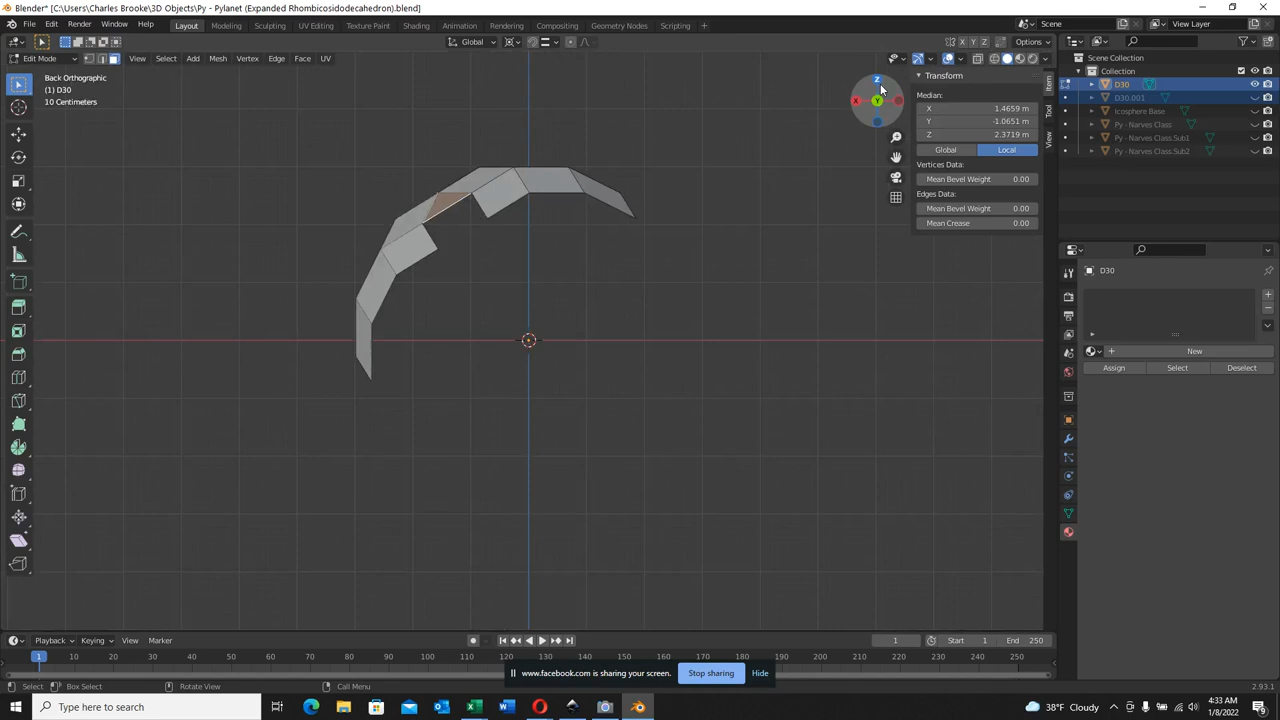 Blender* [C:\Users\Charles Brooke\3D Objects\Py - Pylanet (Expanded Rhombicosidodecahedron).blend]
File Edit Render Window Help Layout Modeling Sculpting UV Editing Texture Paint Shading Animation Rendering Compositing Geometry Nodes Scripting + Scene View Layer
Global X Y Z Options
Edit Mode View Select Add Mesh Vertex Edge Face UV
Scene Collection
Collection
D30
D30.001
Icosphere Base
Py - Narves Class
Py - Narves Class.Sub1
Py - Narves Class.Sub2
Back Orthographic
(1) D30
10 Centimeters
Z
X
Y
Transform
Median:
X 1.4659 m
Y -1.0651 m
Z 2.3719 m
Global Local
Vertices Data:
Mean Bevel Weight 0.00
Edges Data:
Mean Bevel Weight 0.00
Mean Crease 0.00
Item
Tool
View
D30
New
Assign Select Deselect
Playback Keying View Marker 1 Start 1 End 250
1 10 20 30 40 50 60 70 80 90 100 110 120 130 140 150 160 170 180 190 200 210 220 230 240 250
www.facebook.com is sharing your screen. Stop sharing Hide
Select Box Select Rotate View Call Menu 2.93.1
Type here to search 38°F Cloudy 4:33 AM
1/8/2022